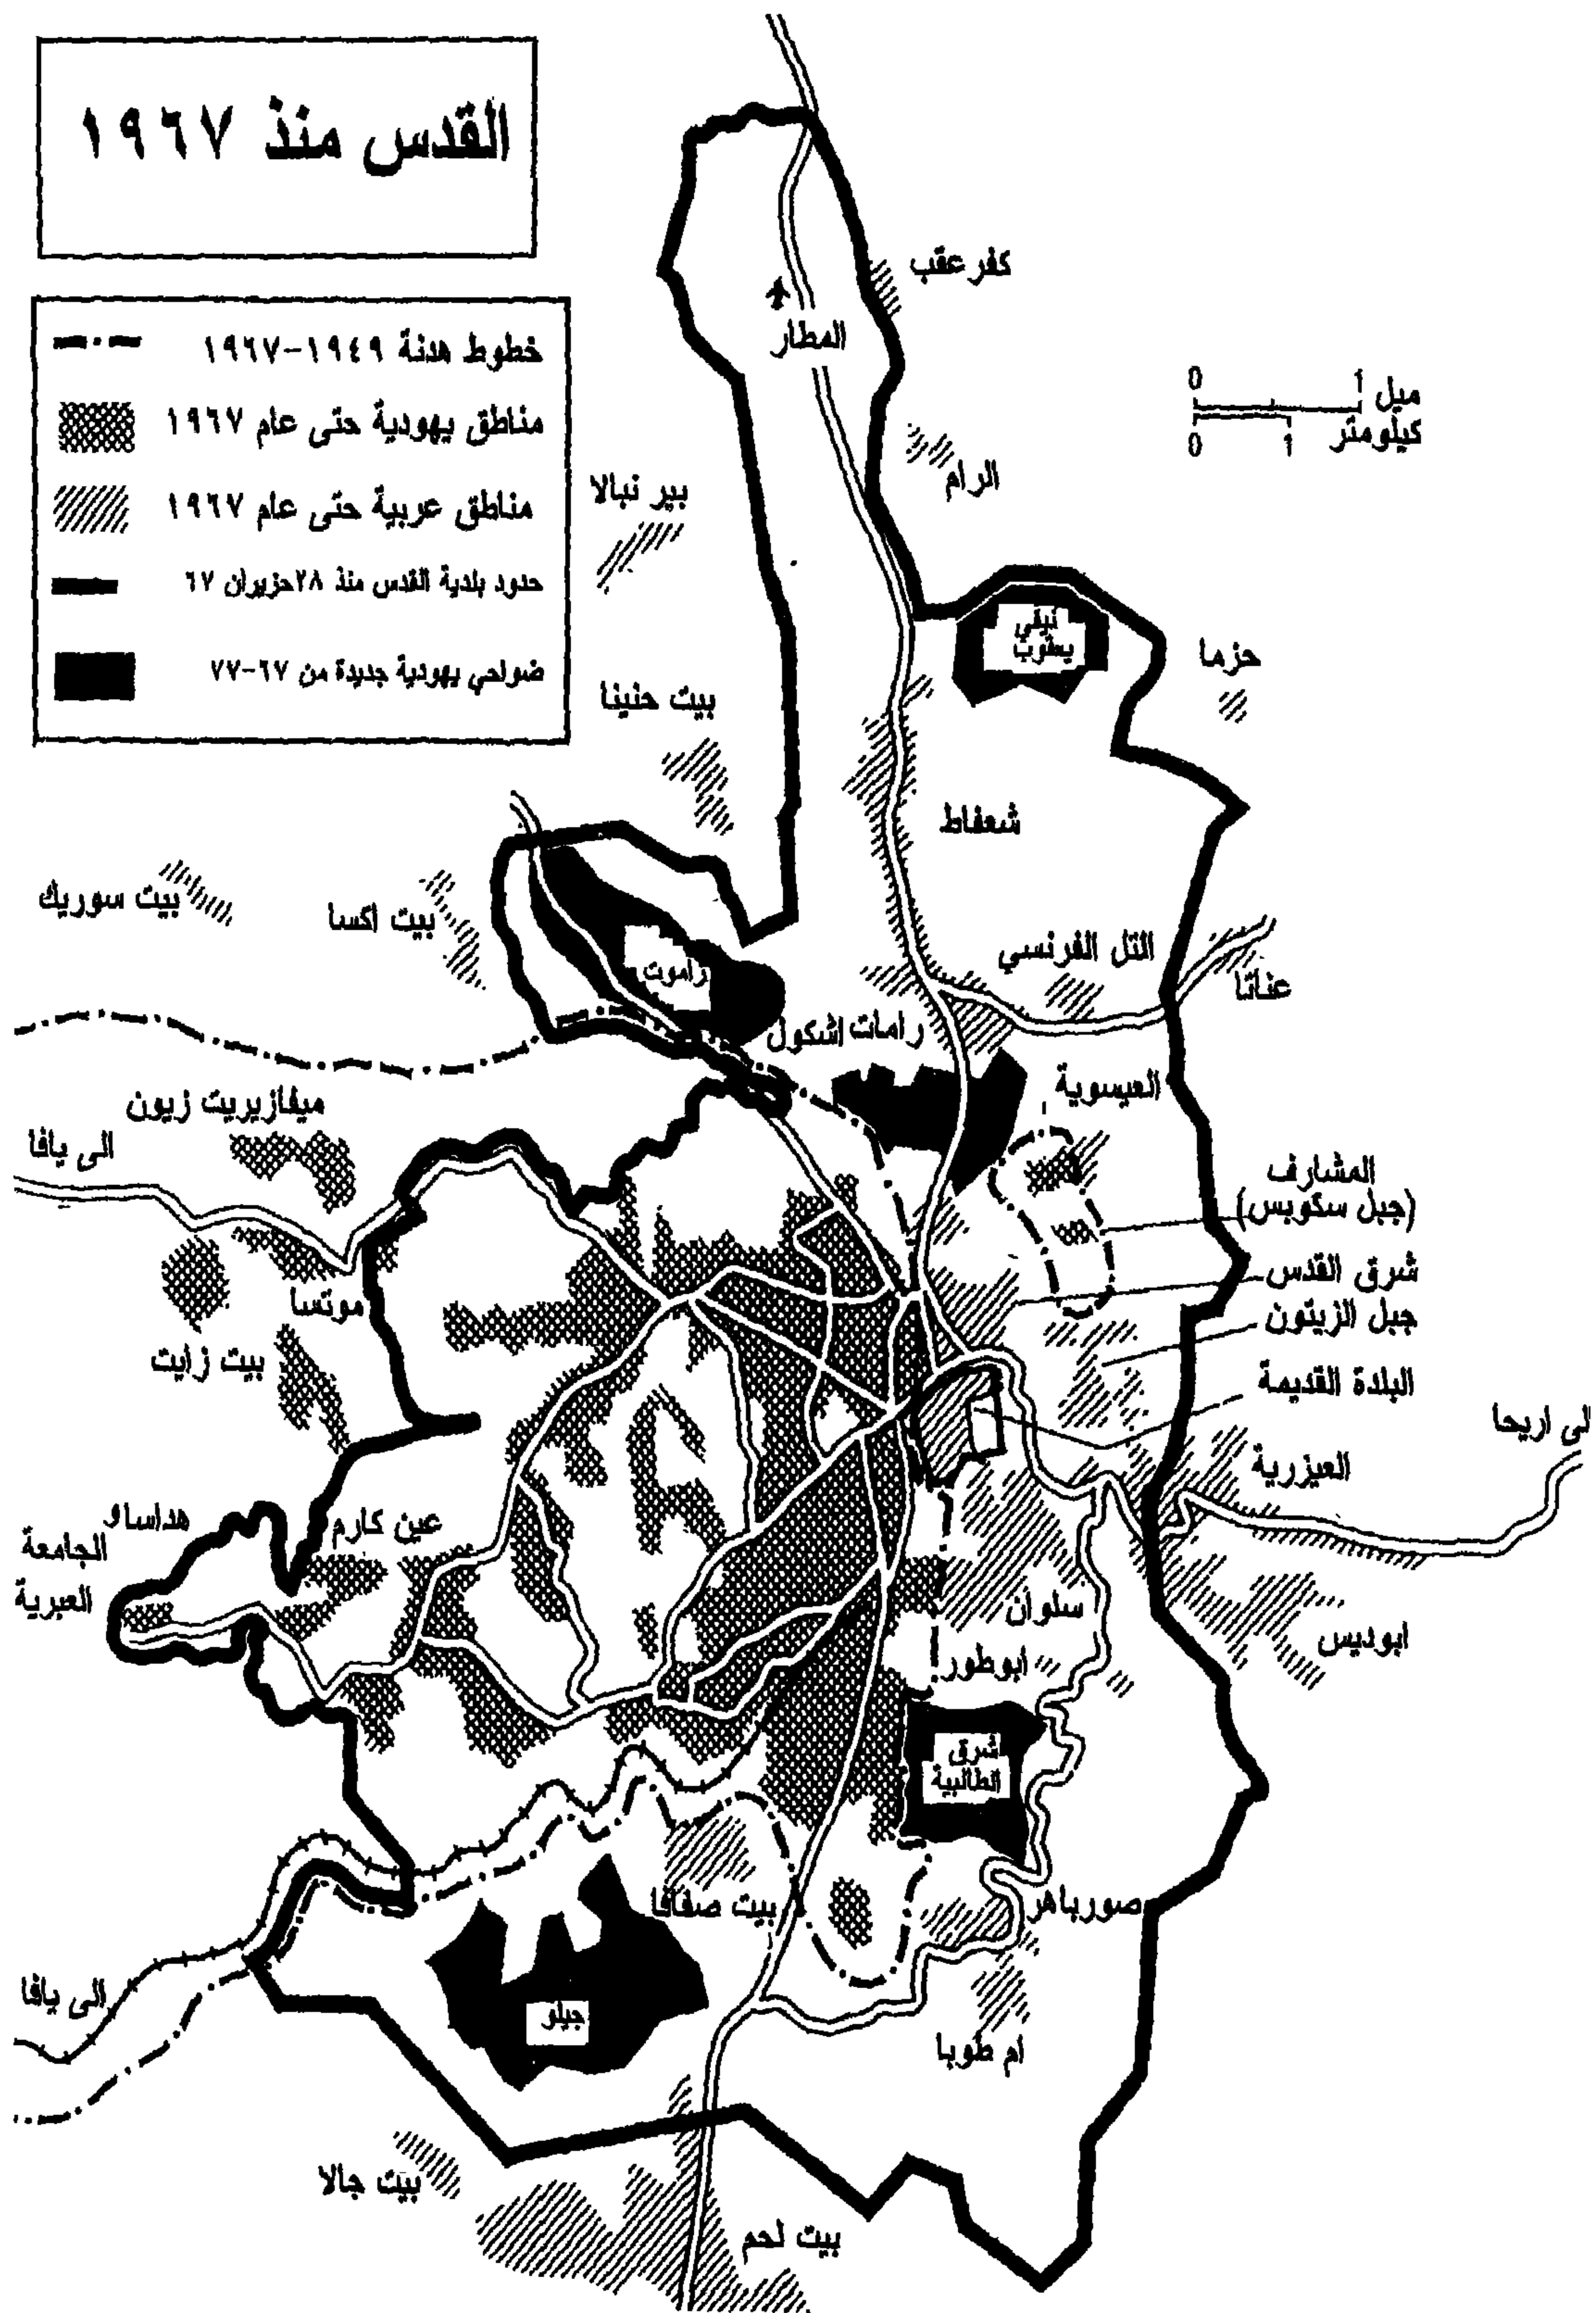 القدس منذ ١٩٦٧
خطوط هدنة ١٩٤٩-١٩٦٧
مناطق يهودية حتى عام ١٩٦٧
مناطق عربية حتى عام ١٩٦٧
حدود بلدية القدس منذ ٢٨حزيران ٦٧
ضواحي يهودية جديدة من ٦٧-٧٧
كفر عقب
المطار
0 1 ميل
0 1 كيلومتر
الرام
بير نبالا
نيفي
يعقوب
حزما
بيت حنينا
شعفاط
بيت سوريك
بيت اكسا
راموت
التل الفرنسي
عناتا
رامات اشكول
العيسوية
ميفازيريت زيون
الى يافا
المشارف
(جبل سكوبس)
شرق القدس
جبل الزيتون
البلدة القديمة
موتسا
بيت زايت
لى اريحا
العيزرية
عين كارم
هداساو
الجامعة
العبرية
سلوان
ابوديس
ابوطور
شرق
الطالبية
بيت صفافا
صورباهر
جيلو
الى يافا
ام طوبا
بيت جالا
بيت لحم